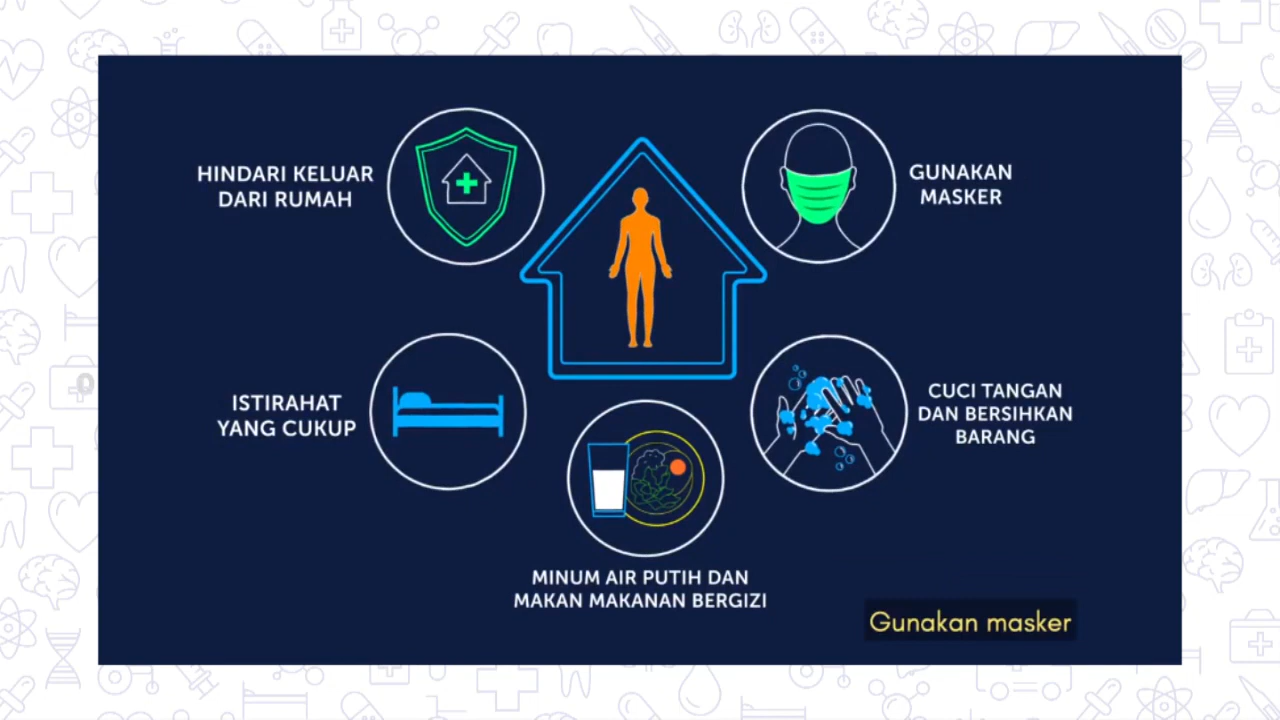 HINDARI KELUAR
DARI RUMAH
GUNAKAN
MASKER
ISTIRAHAT
YANG CUKUP
CUCI TANGAN
DAN BERSIHKAN
BARANG
MINUM AIR PUTIH DAN
MAKAN MAKANAN BERGIZI
Gunakan masker